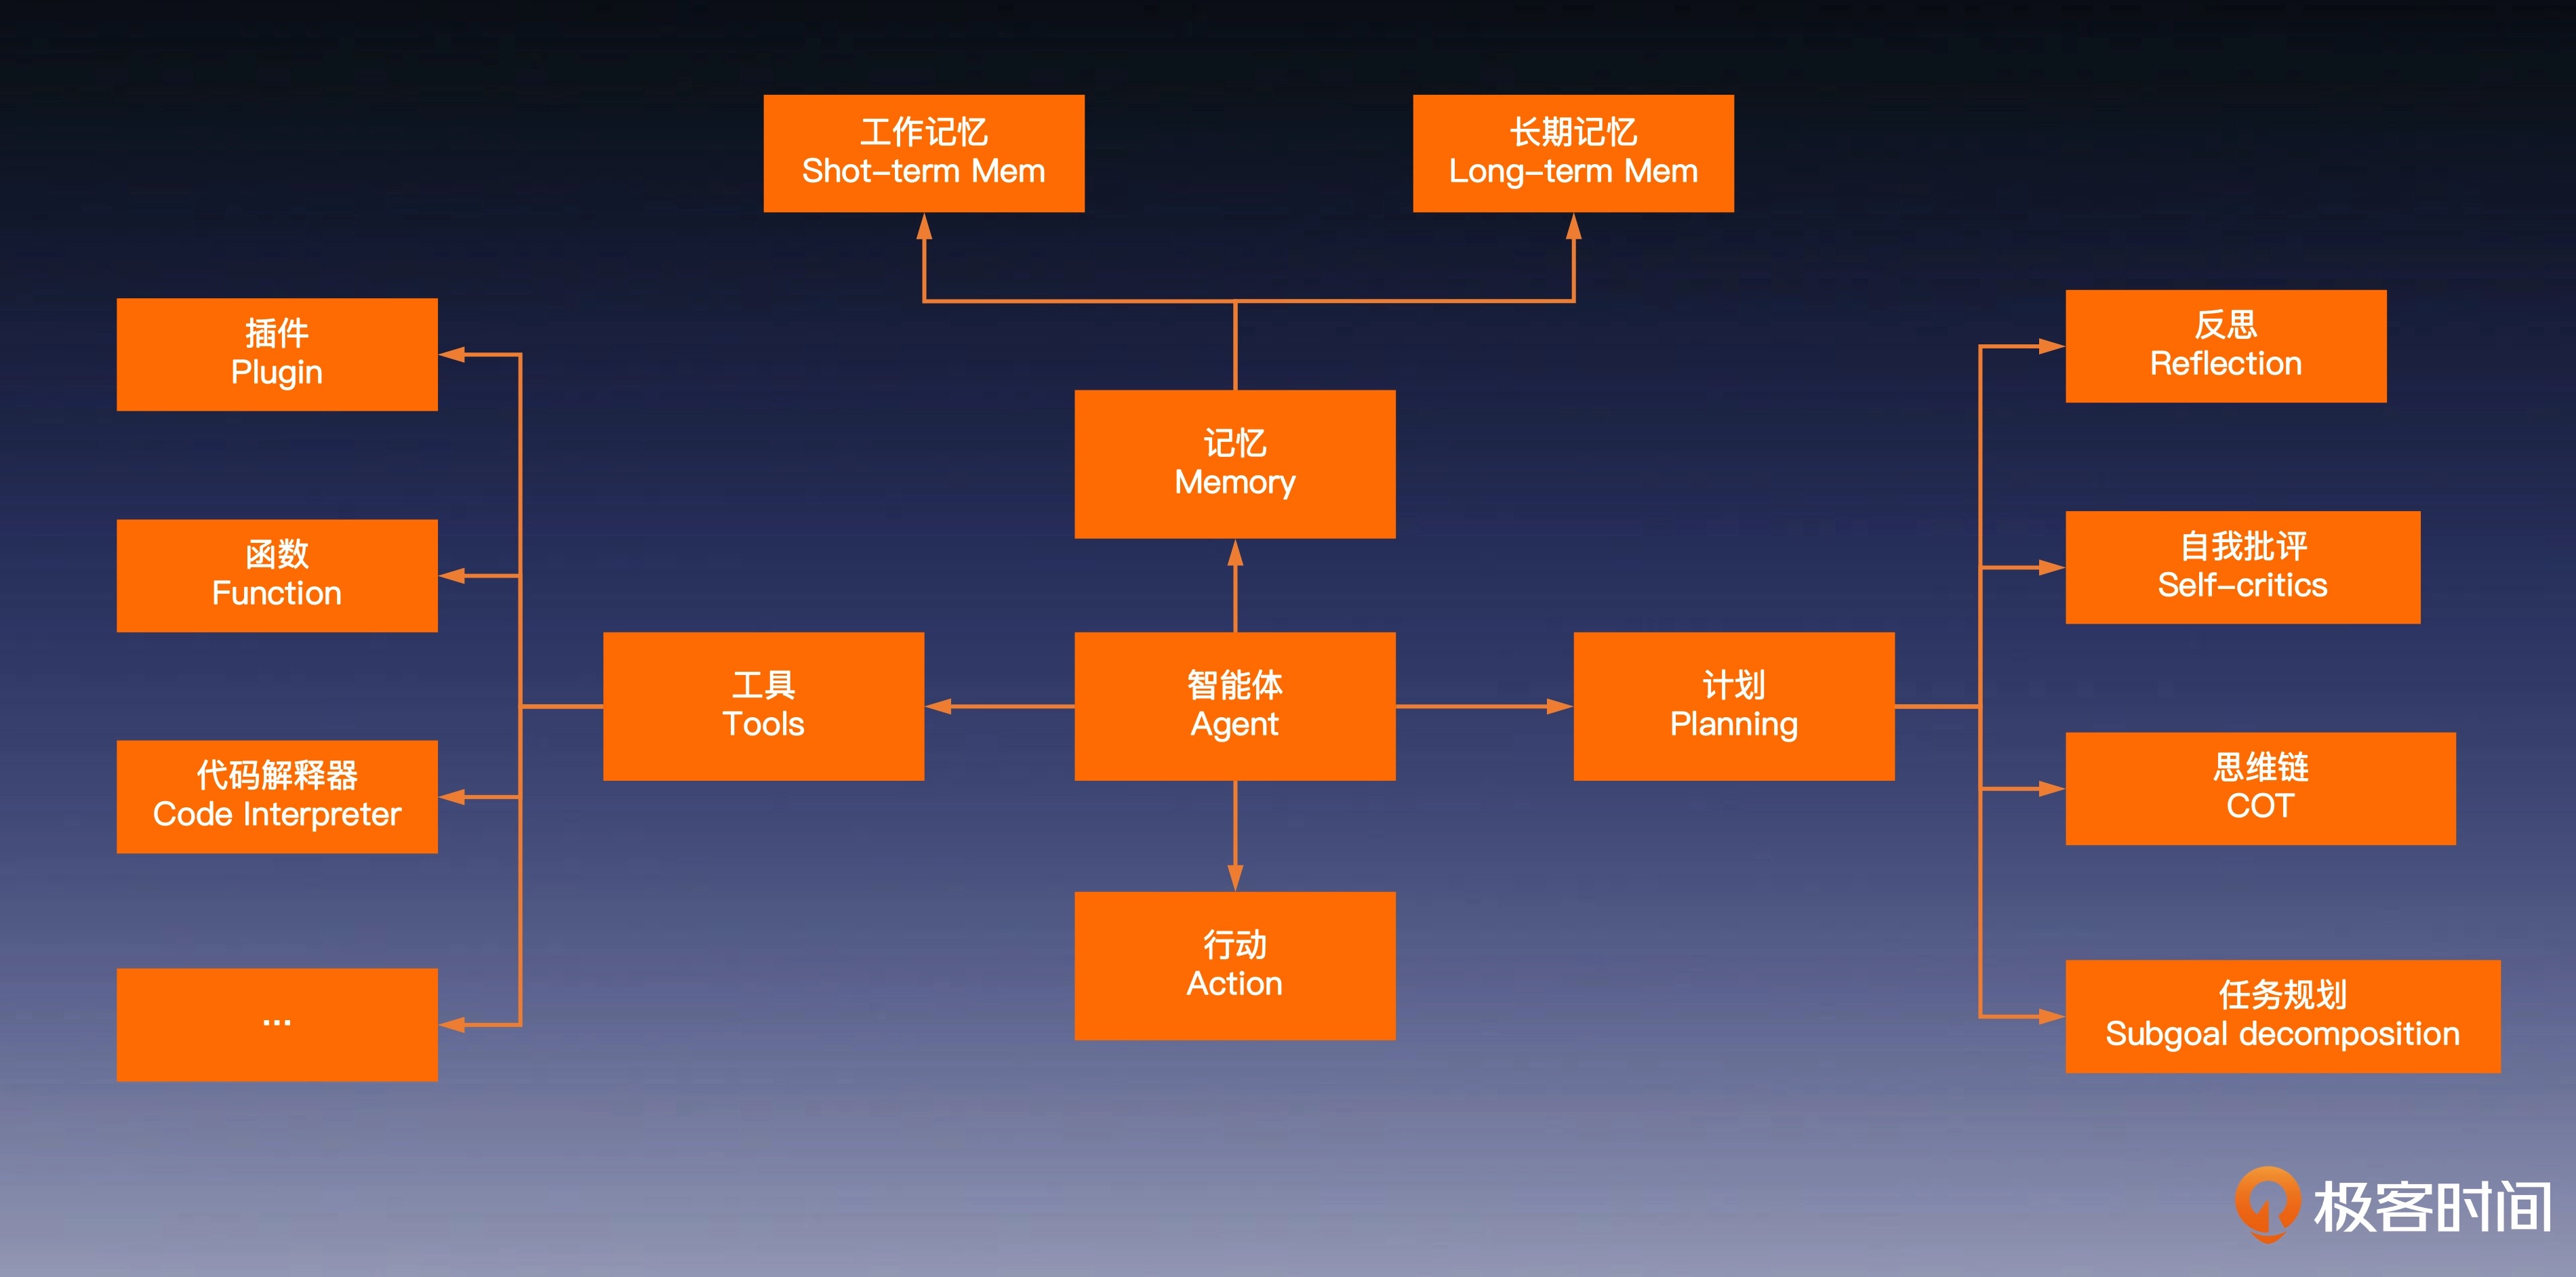 工作记忆
Shot-term Mem
长期记忆
Long-term Mem
插件
Plugin
函数
Function
代码解释器
Code Interpreter
...
工具
Tools
记忆
Memory
智能体
Agent
行动
Action
计划
Planning
反思
Reflection
自我批评
Self-critics
思维链
COT
任务规划
Subgoal decomposition
极客时间